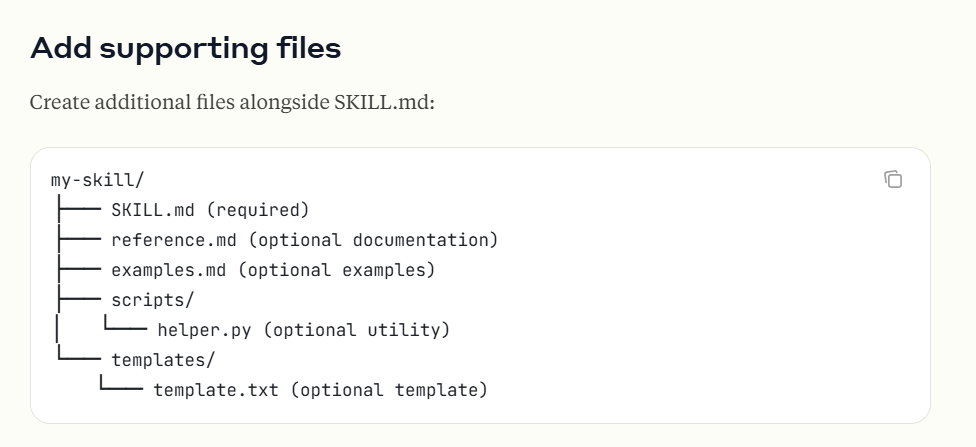 Add supporting files
Create additional files alongside SKILL.md:
my-skill/
├── SKILL.md (required)
├── reference.md (optional documentation)
├── examples.md (optional examples)
├── scripts/
│   └── helper.py (optional utility)
└── templates/
    └── template.txt (optional template)